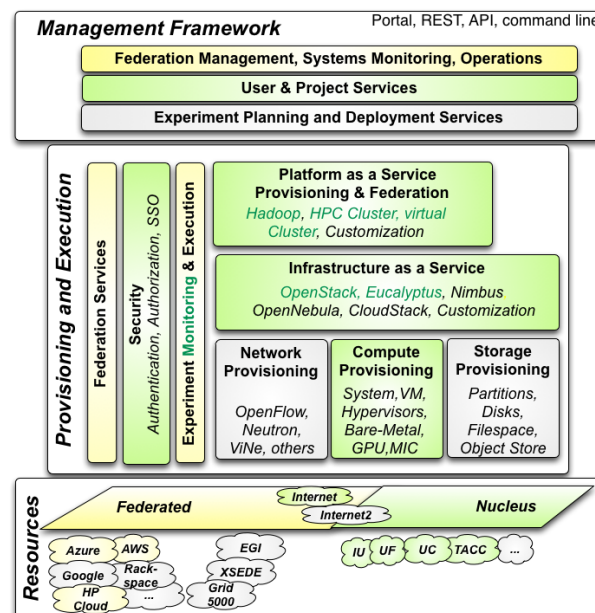 Management Framework
Portal, REST, API, command line
Federation Management, Systems Monitoring, Operations
User & Project Services
Experiment Planning and Deployment Services
Provisioning and Execution
Federation Services
Security
Authentication, Authorization, SSO
Experiment Monitoring & Execution
Platform as a Service
Provisioning & Federation
Hadoop, HPC Cluster, virtual
Cluster, Customization
Infrastructure as a Service
OpenStack, Eucalyptus, Nimbus
OpenNebula, CloudStack, Customization
Network
Provisioning
OpenFlow,
Neutron,
ViNe, others
Compute
Provisioning
System,VM,
Hypervisors,
Bare-Metal,
GPU,MIC
Storage
Provisioning
Partitions,
Disks,
Filespace,
Object Store
Resources
Federated
Internet
Internet2
Nucleus
Azure
AWS
Google
Rack-
space
HP
Cloud
...
EGI
XSEDE
Grid
5000
IU
UF
UC
TACC
...